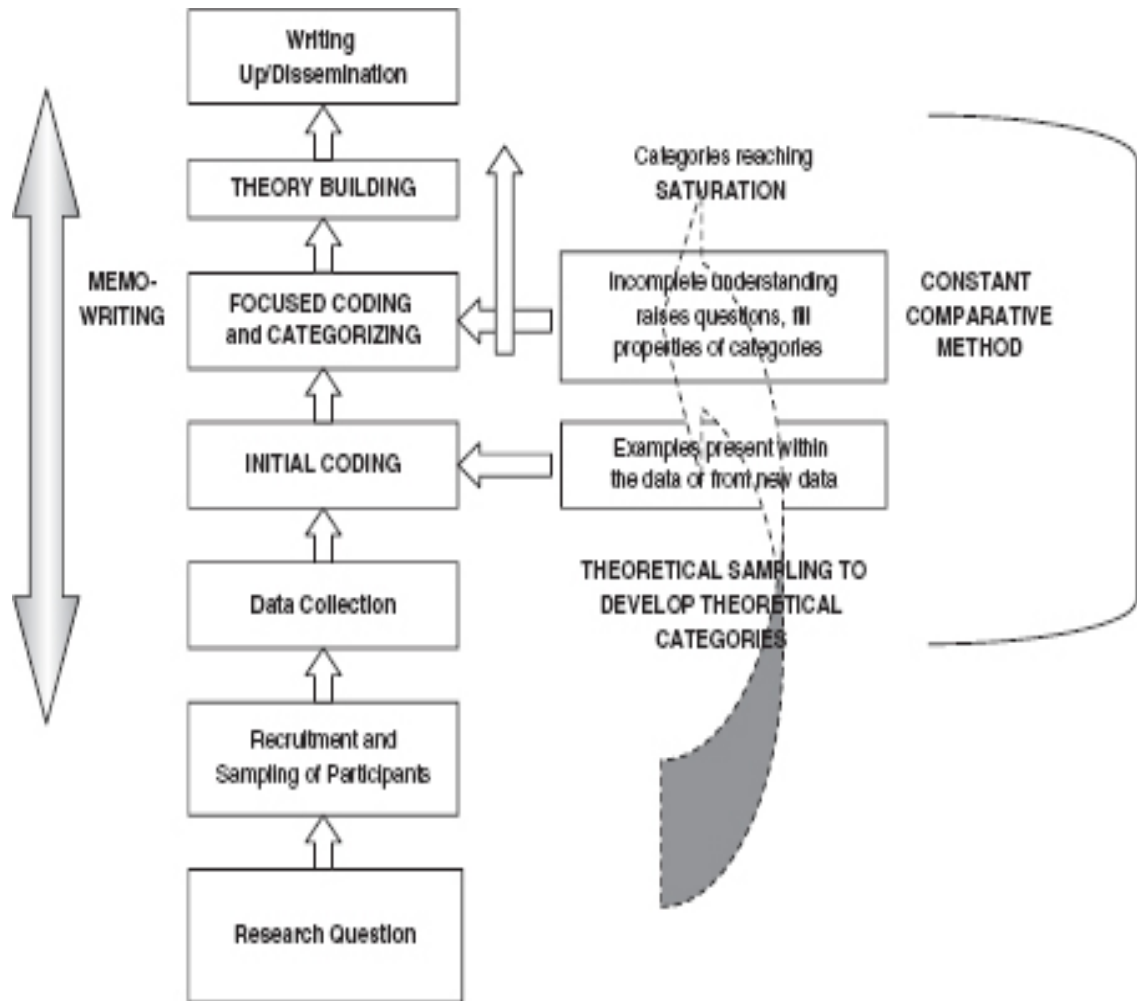 Writing
Up/Dissemination
THEORY BUILDING
MEMO-
WRITING
FOCUSED CODING
and CATEGORIZING
INITIAL CODING
Data Collection
Recruitment and
Sampling of Participants
Research Question
Categories reaching
SATURATION
Incomplete understanding
raises questions, fill
properties of categories
Examples present within
the data or front new data
THEORETICAL SAMPLING TO
DEVELOP THEORETICAL
CATEGORIES
CONSTANT
COMPARATIVE
METHOD